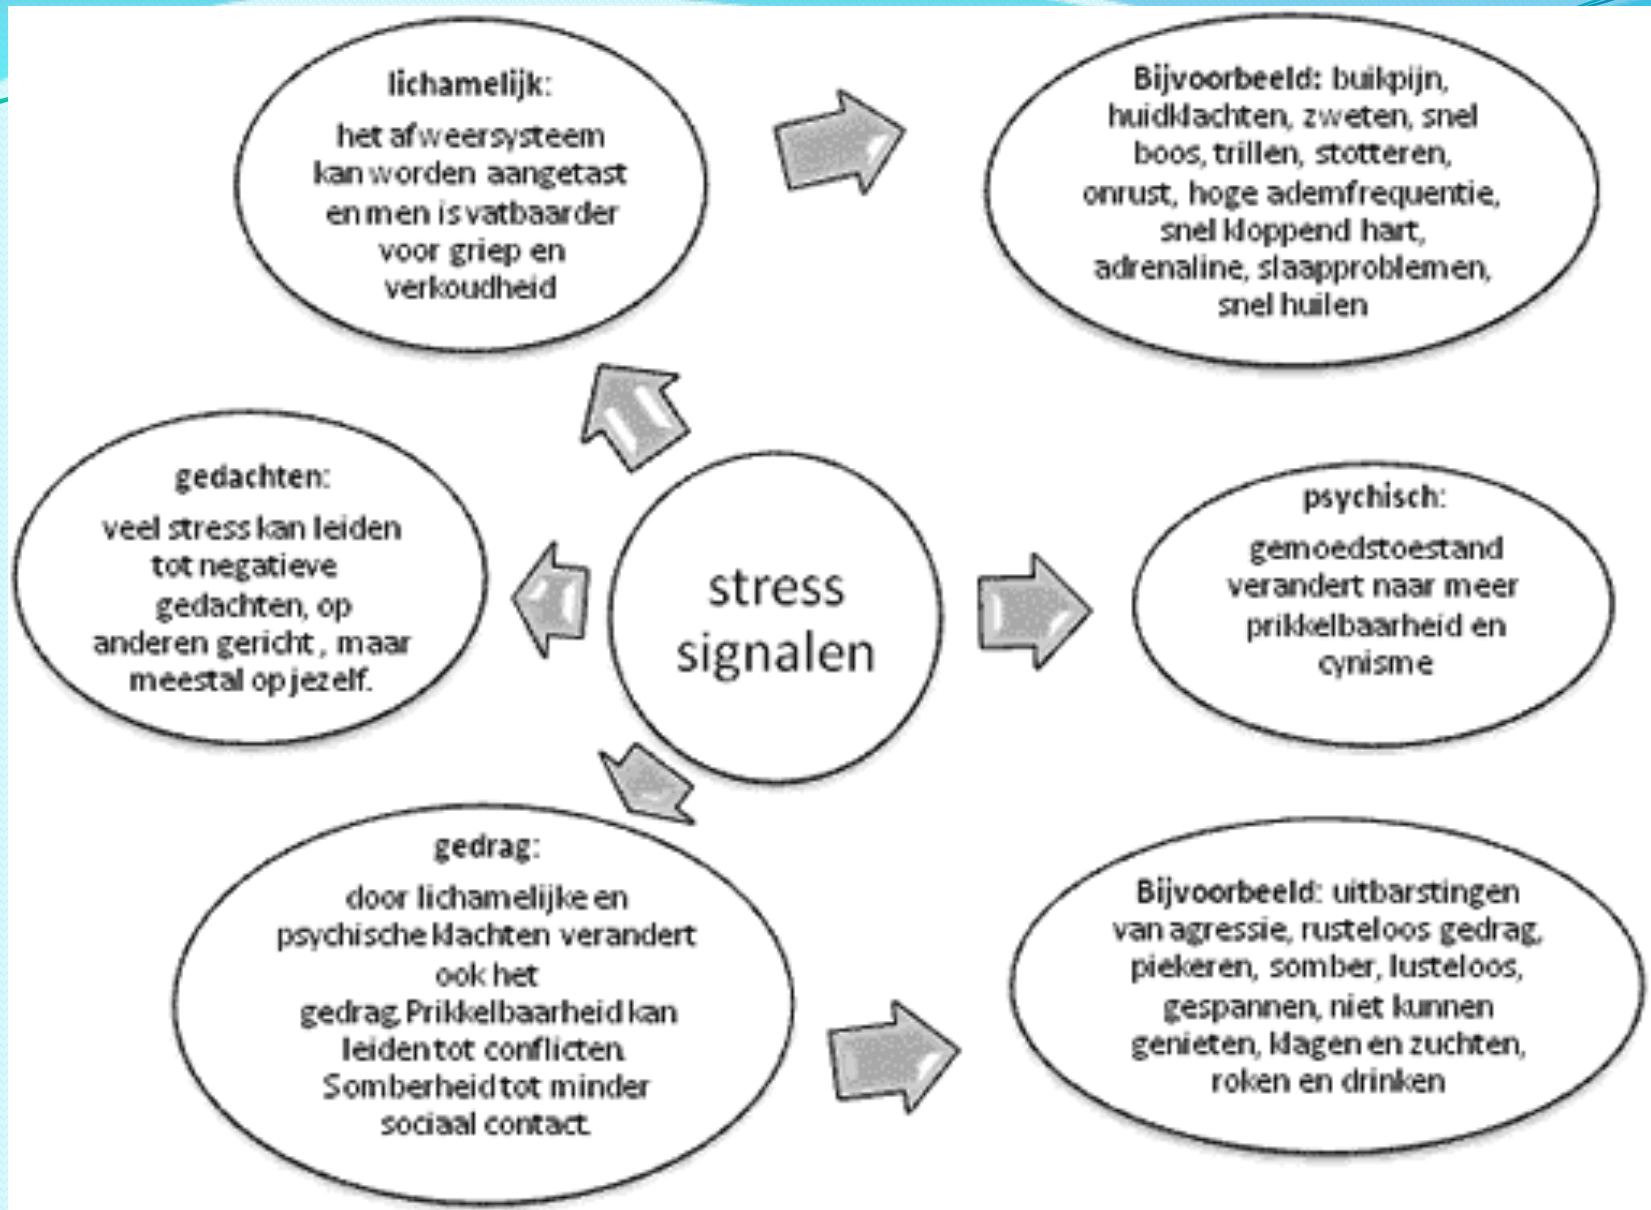 lichamelijk:
het afweersysteem
kan worden aangetast
en men is vatbaarder
voor griep en
verkoudheid
Bijvoorbeeld: buikpijn,
huidklachten, zweten, snel
boos, trillen, stotteren,
onrust, hoge ademfrequentie,
snel kloppend hart,
adrenaline, slaapproblemen,
snel huilen
gedachten:
veel stress kan leiden
tot negatieve
gedachten, op
anderen gericht, maar
meestal op jezelf.
stress
signalen
psychisch:
gemoedstoestand
verandert naar meer
prikkelbaarheid en
cynisme
gedrag:
door lichamelijke en
psychische klachten verandert
ook het
gedrag.Prikkelbaarheid kan
leiden tot conflicten.
Somberheid tot minder
sociaal contact.
Bijvoorbeeld: uitbarstingen
van agressie, rusteloos gedrag,
piekeren, somber, lusteloos,
gespannen, niet kunnen
genieten, klagen en zuchten,
roken en drinken